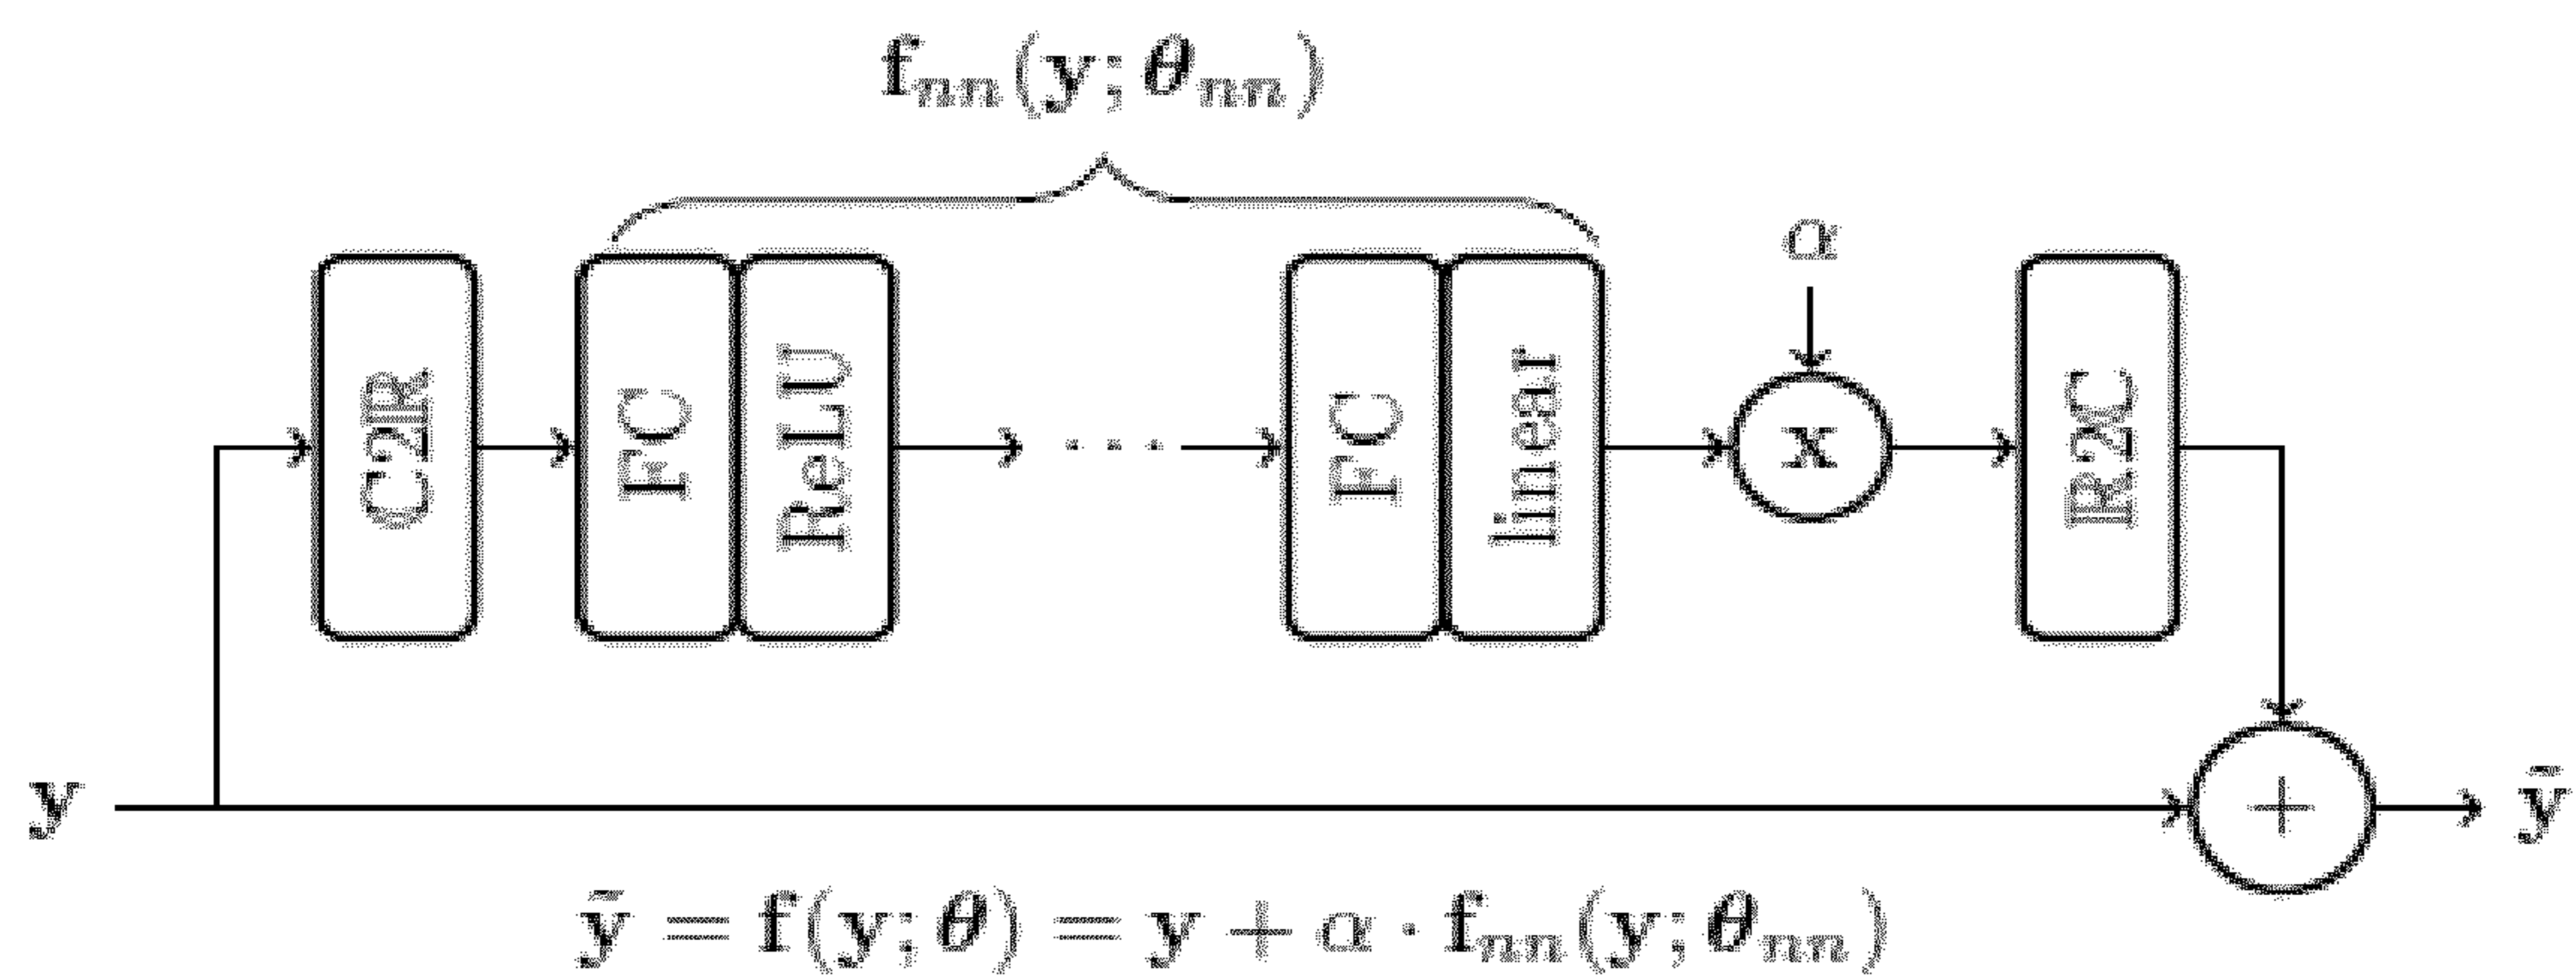 f_nn(y; θ_nn)
α
C2R
FC
ReLU
...
FC
linear
x
R2C
y
+
ȳ
ȳ = f(y; θ) = y + α · f_nn(y; θ_nn)